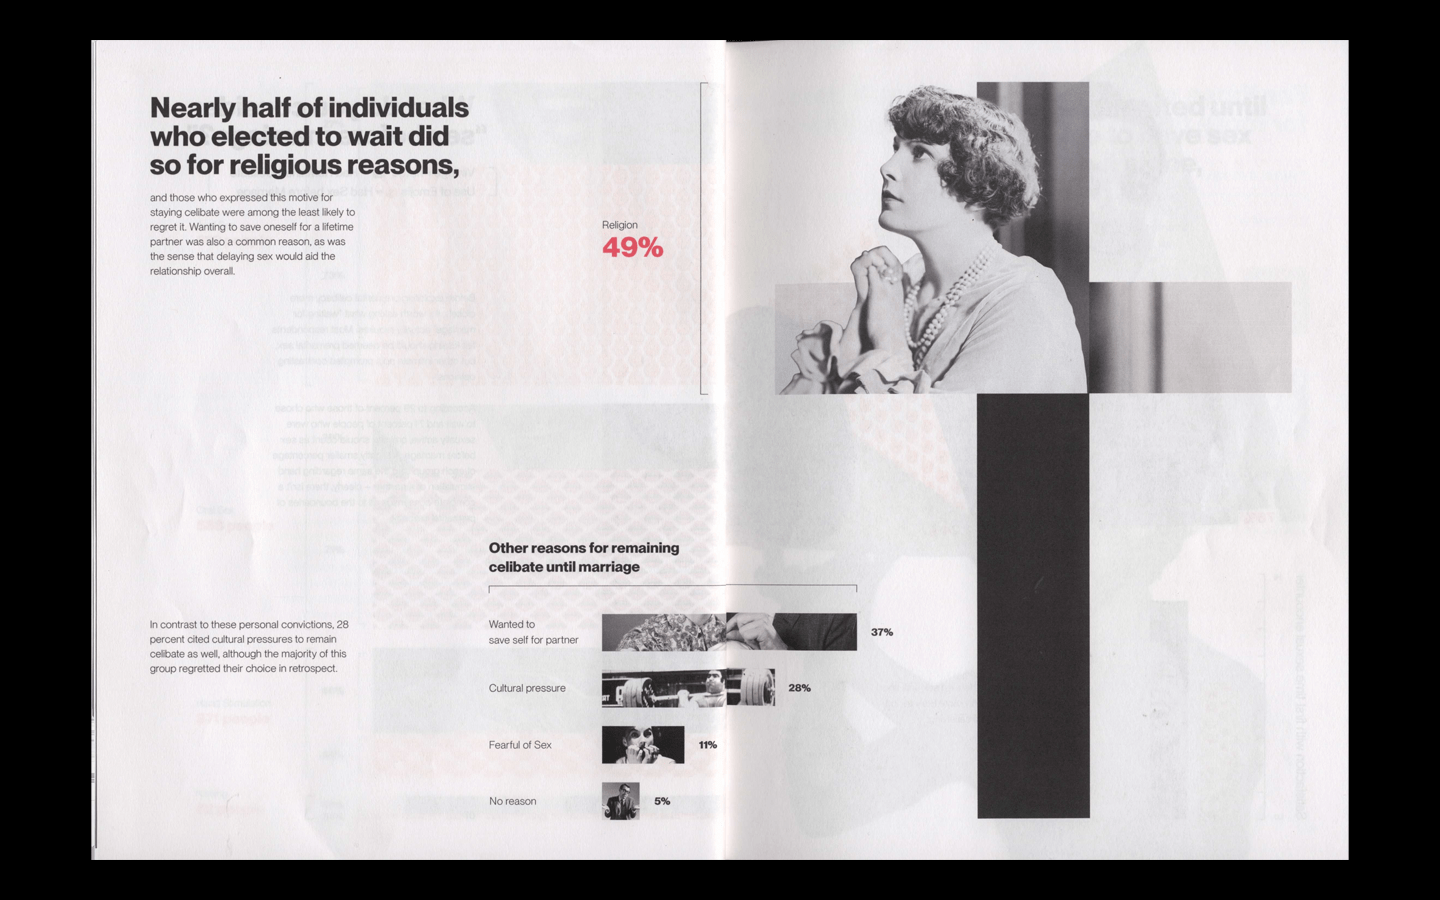 Nearly half of individuals
who elected to wait did
so for religious reasons,
and those who expressed this motive for
staying celibate were among the least likely to
regret it. Wanting to save oneself for a lifetime
partner was also a common reason, as was
the sense that delaying sex would aid the
relationship overall.
Religion
49%
In contrast to these personal convictions, 28
percent cited cultural pressures to remain
celibate as well, although the majority of this
group regretted their choice in retrospect.
Other reasons for remaining
celibate until marriage
Wanted to
save self for partner
37%
Cultural pressure
28%
Fearful of Sex
11%
No reason
5%